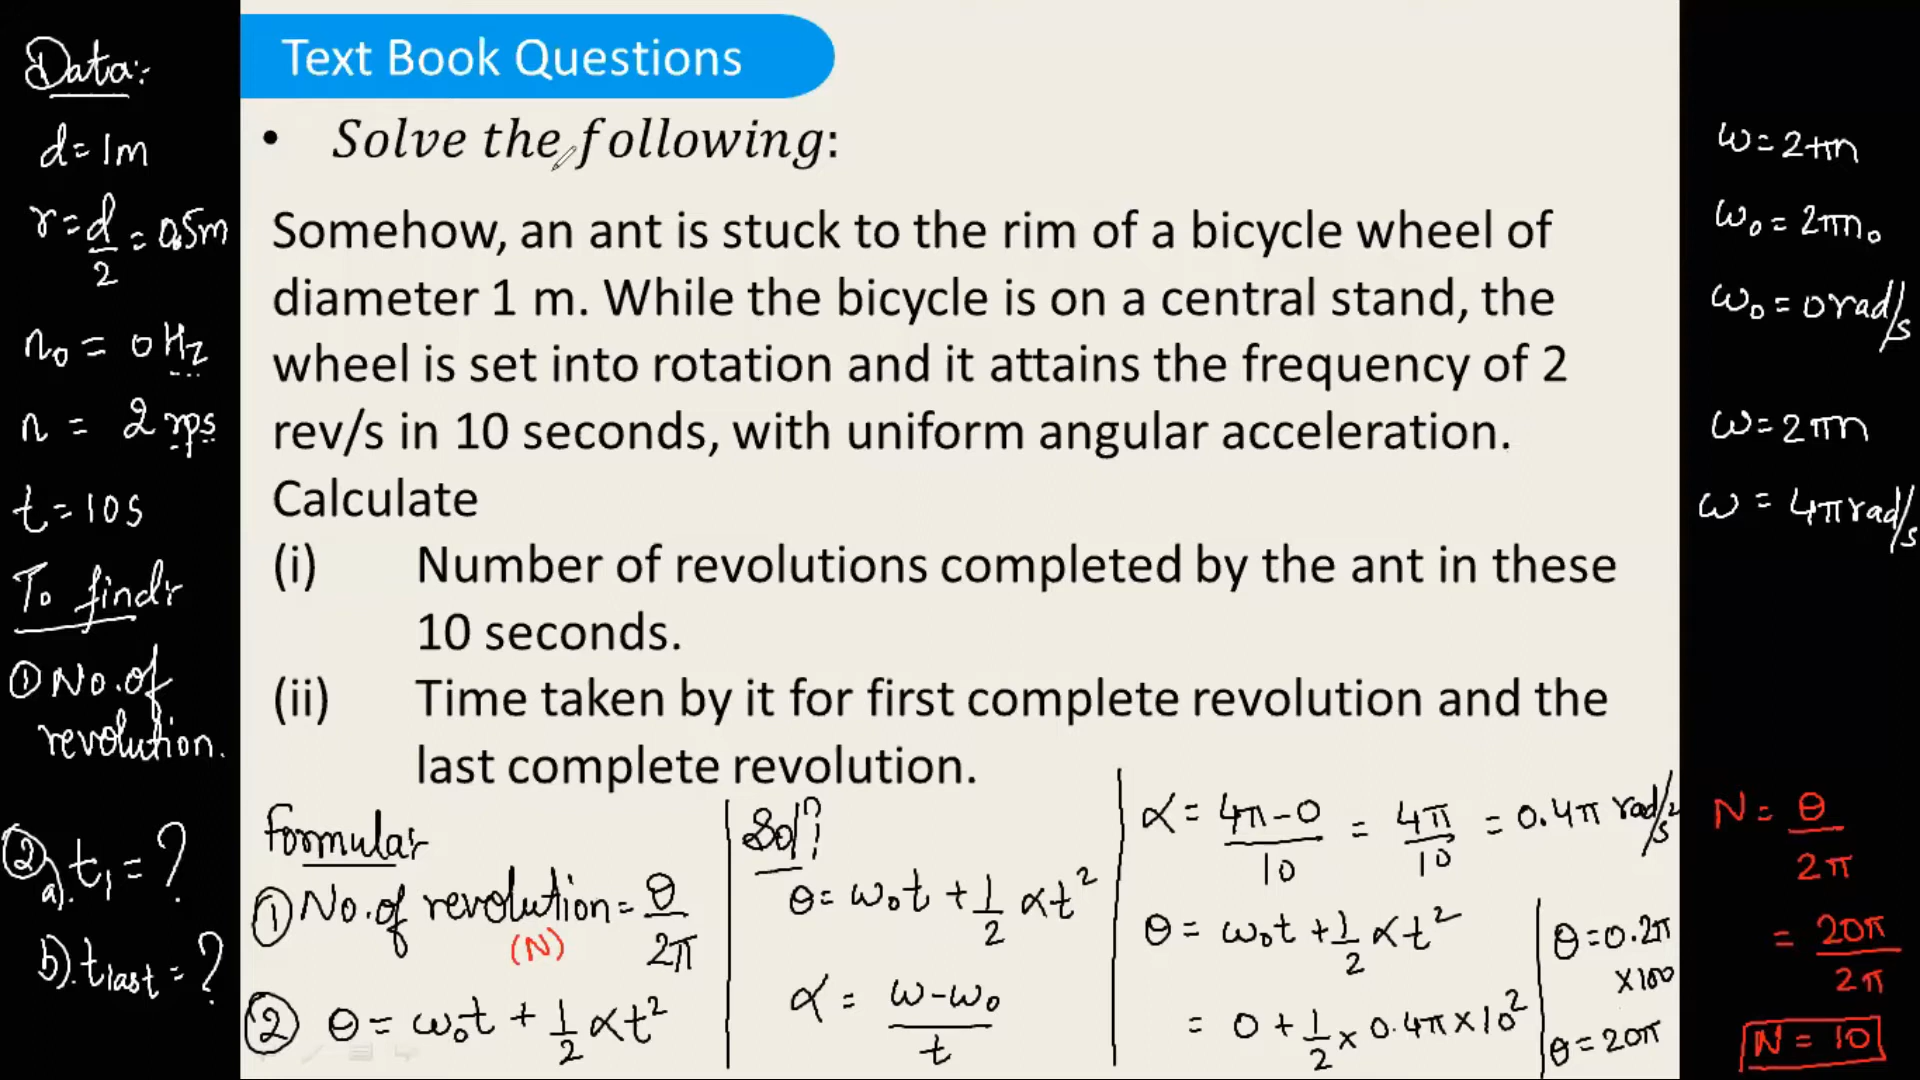 Text Book Questions
• Solve the following:
Somehow, an ant is stuck to the rim of a bicycle wheel of
diameter 1 m. While the bicycle is on a central stand, the
wheel is set into rotation and it attains the frequency of 2
rev/s in 10 seconds, with uniform angular acceleration.
Calculate
(i) Number of revolutions completed by the ant in these
10 seconds.
(ii) Time taken by it for first complete revolution and the
last complete revolution.
Data:-
d=1m
r=d/2=0.5m
n₀ = 0 Hz
n = 2 rps
t=10s
To find:
① No. of
revolution.
② a). t₁ = ?
b). t last = ?
Formula:
① No. of revolution = θ/2π
(N)
② θ = ω₀t + 1/2 αt²
Solⁿ:
θ = ω₀t + 1/2 αt²
α = ω-ω₀/t
α = 4π-0/10 = 4π/10 = 0.4π rad/s²
θ = ω₀t + 1/2 αt²
= 0 + 1/2 × 0.4π × 10²
θ = 0.2π
×100
θ = 20π
ω = 2πn
ω₀ = 2πn₀
ω₀ = 0 rad/s
ω = 2πn
ω = 4π rad/s
N = θ/2π
= 20π/2π
N = 10